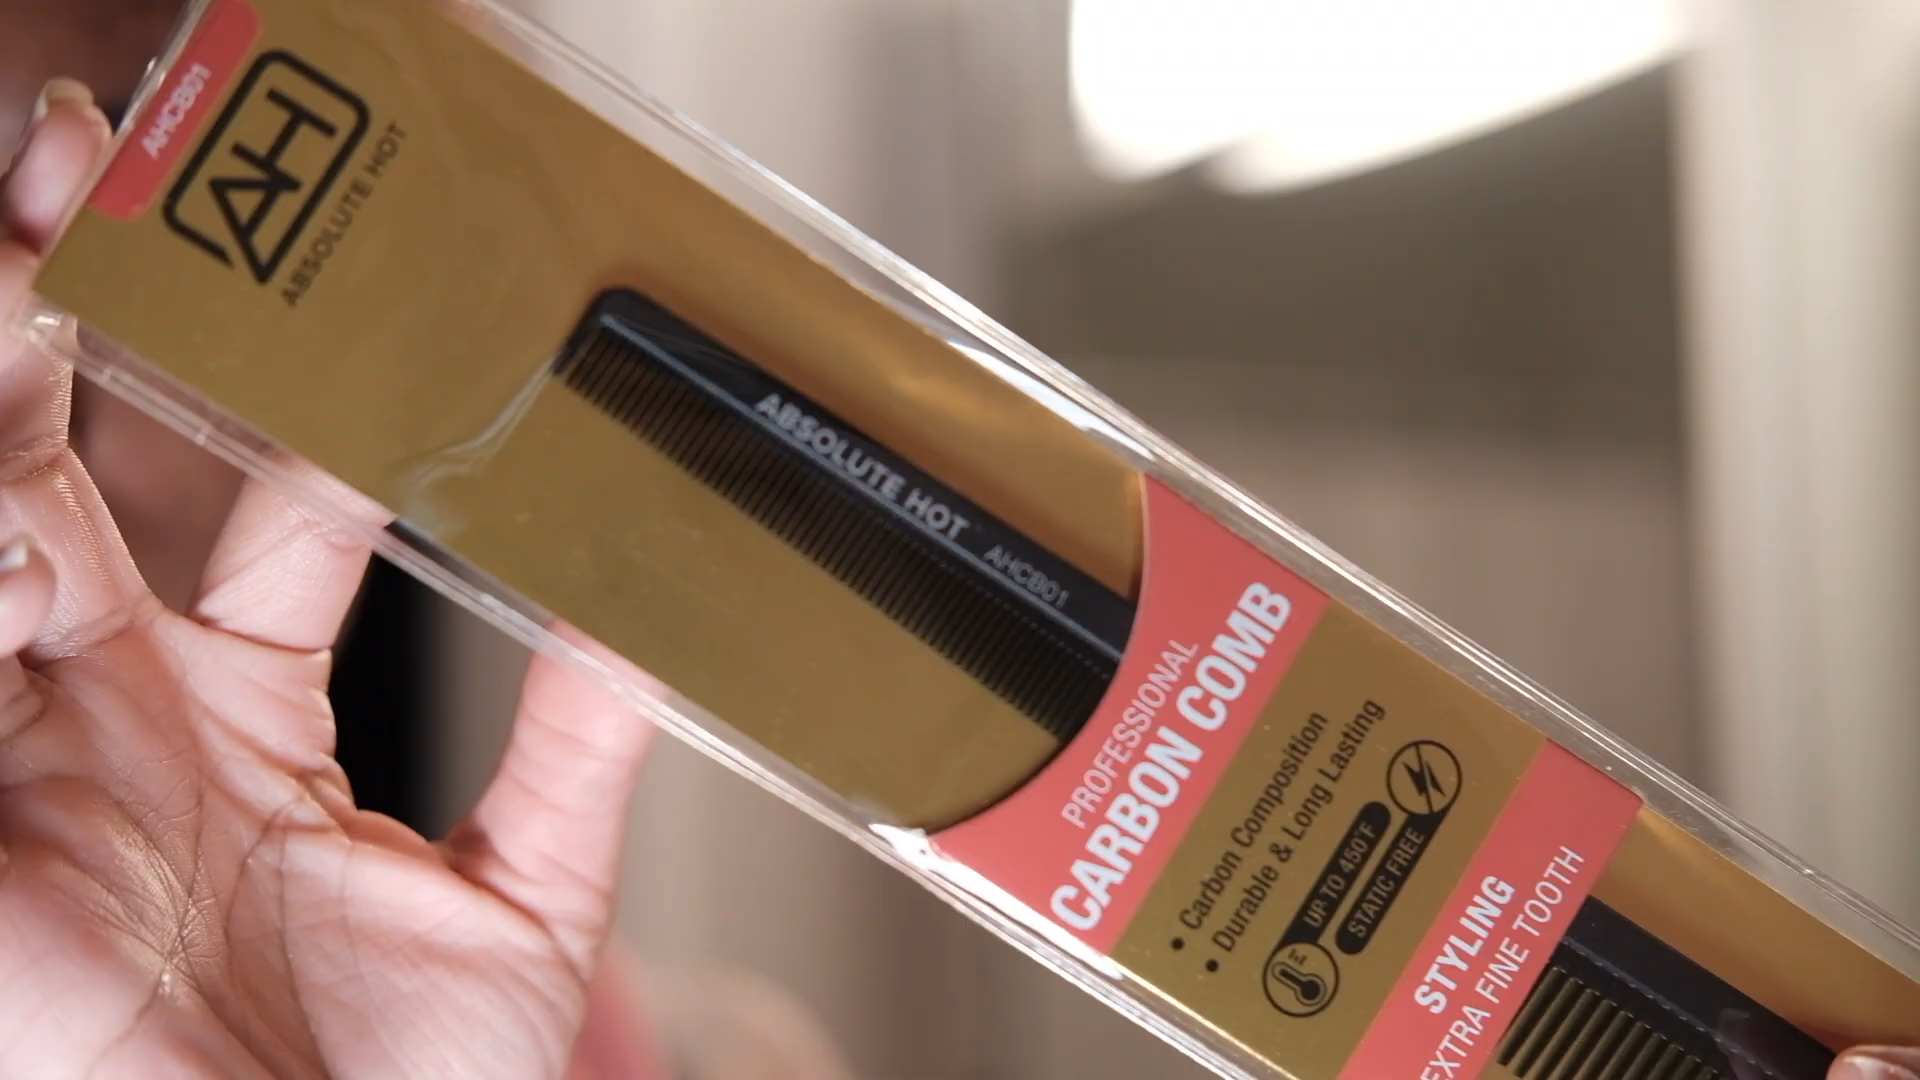 AHCB01
AH
ABSOLUTE HOT
ABSOLUTE HOT AHCB01
PROFESSIONAL
CARBON COMB
• Carbon Composition
• Durable & Long Lasting
UP TO 450°F
STATIC FREE
STYLING
EXTRA FINE TOOTH